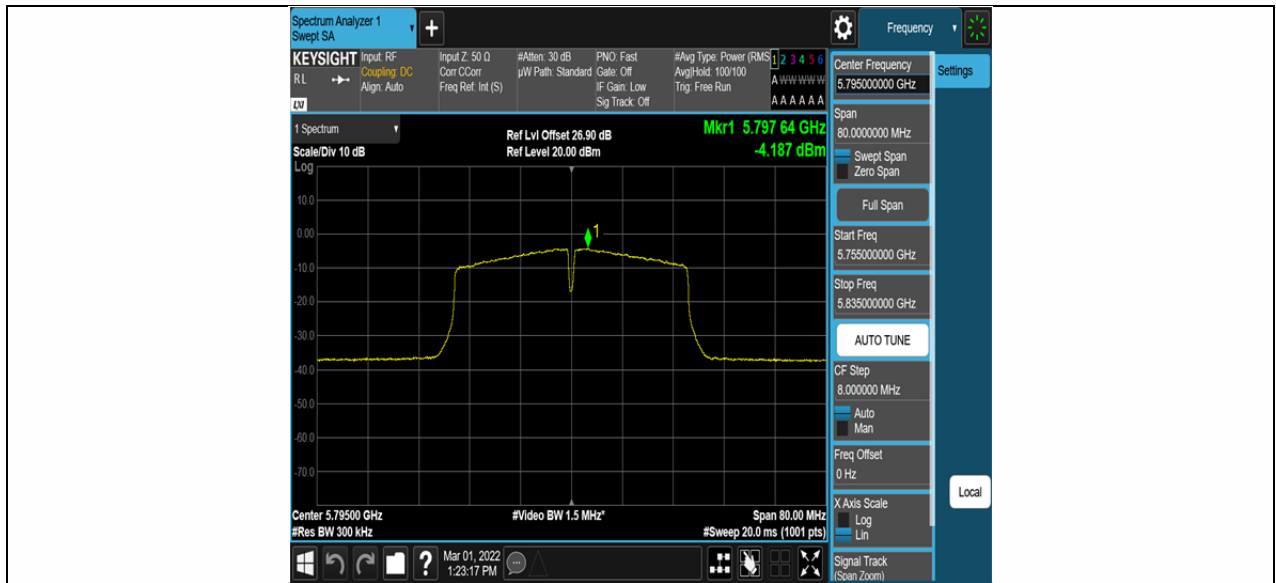 Spectrum Analyzer 1
Swept SA
Frequency
KEYSIGHT
R L
LXI
Input: RF
Coupling: DC
Align: Auto
Input Z: 50 Ω
Corr CCorr
Freq Ref: Int (S)
#Atten: 30 dB
µW Path: Standard
PNO: Fast
Gate: Off
IF Gain: Low
Sig Track: Off
#Avg Type: Power (RMS
Avg|Hold: 100/100
Trig: Free Run
1 2 3 4 5 6
A W W W W W
A A A A A A
1 Spectrum
Scale/Div 10 dB
Log
Ref Lvl Offset 26.90 dB
Ref Level 20.00 dBm
Mkr1 5.797 64 GHz
-4.187 dBm
10.0
0.00
1
-10.0
-20.0
-30.0
-40.0
-50.0
-60.0
-70.0
Center 5.79500 GHz
#Res BW 300 kHz
#Video BW 1.5 MHz*
Span 80.00 MHz
#Sweep 20.0 ms (1001 pts)
Mar 01, 2022
1:23:17 PM
Center Frequency
5.795000000 GHz
Settings
Span
80.0000000 MHz
Swept Span
Zero Span
Full Span
Start Freq
5.755000000 GHz
Stop Freq
5.835000000 GHz
AUTO TUNE
CF Step
8.000000 MHz
Auto
Man
Freq Offset
0 Hz
X Axis Scale
Log
Lin
Local
Signal Track
(Span Zoom)